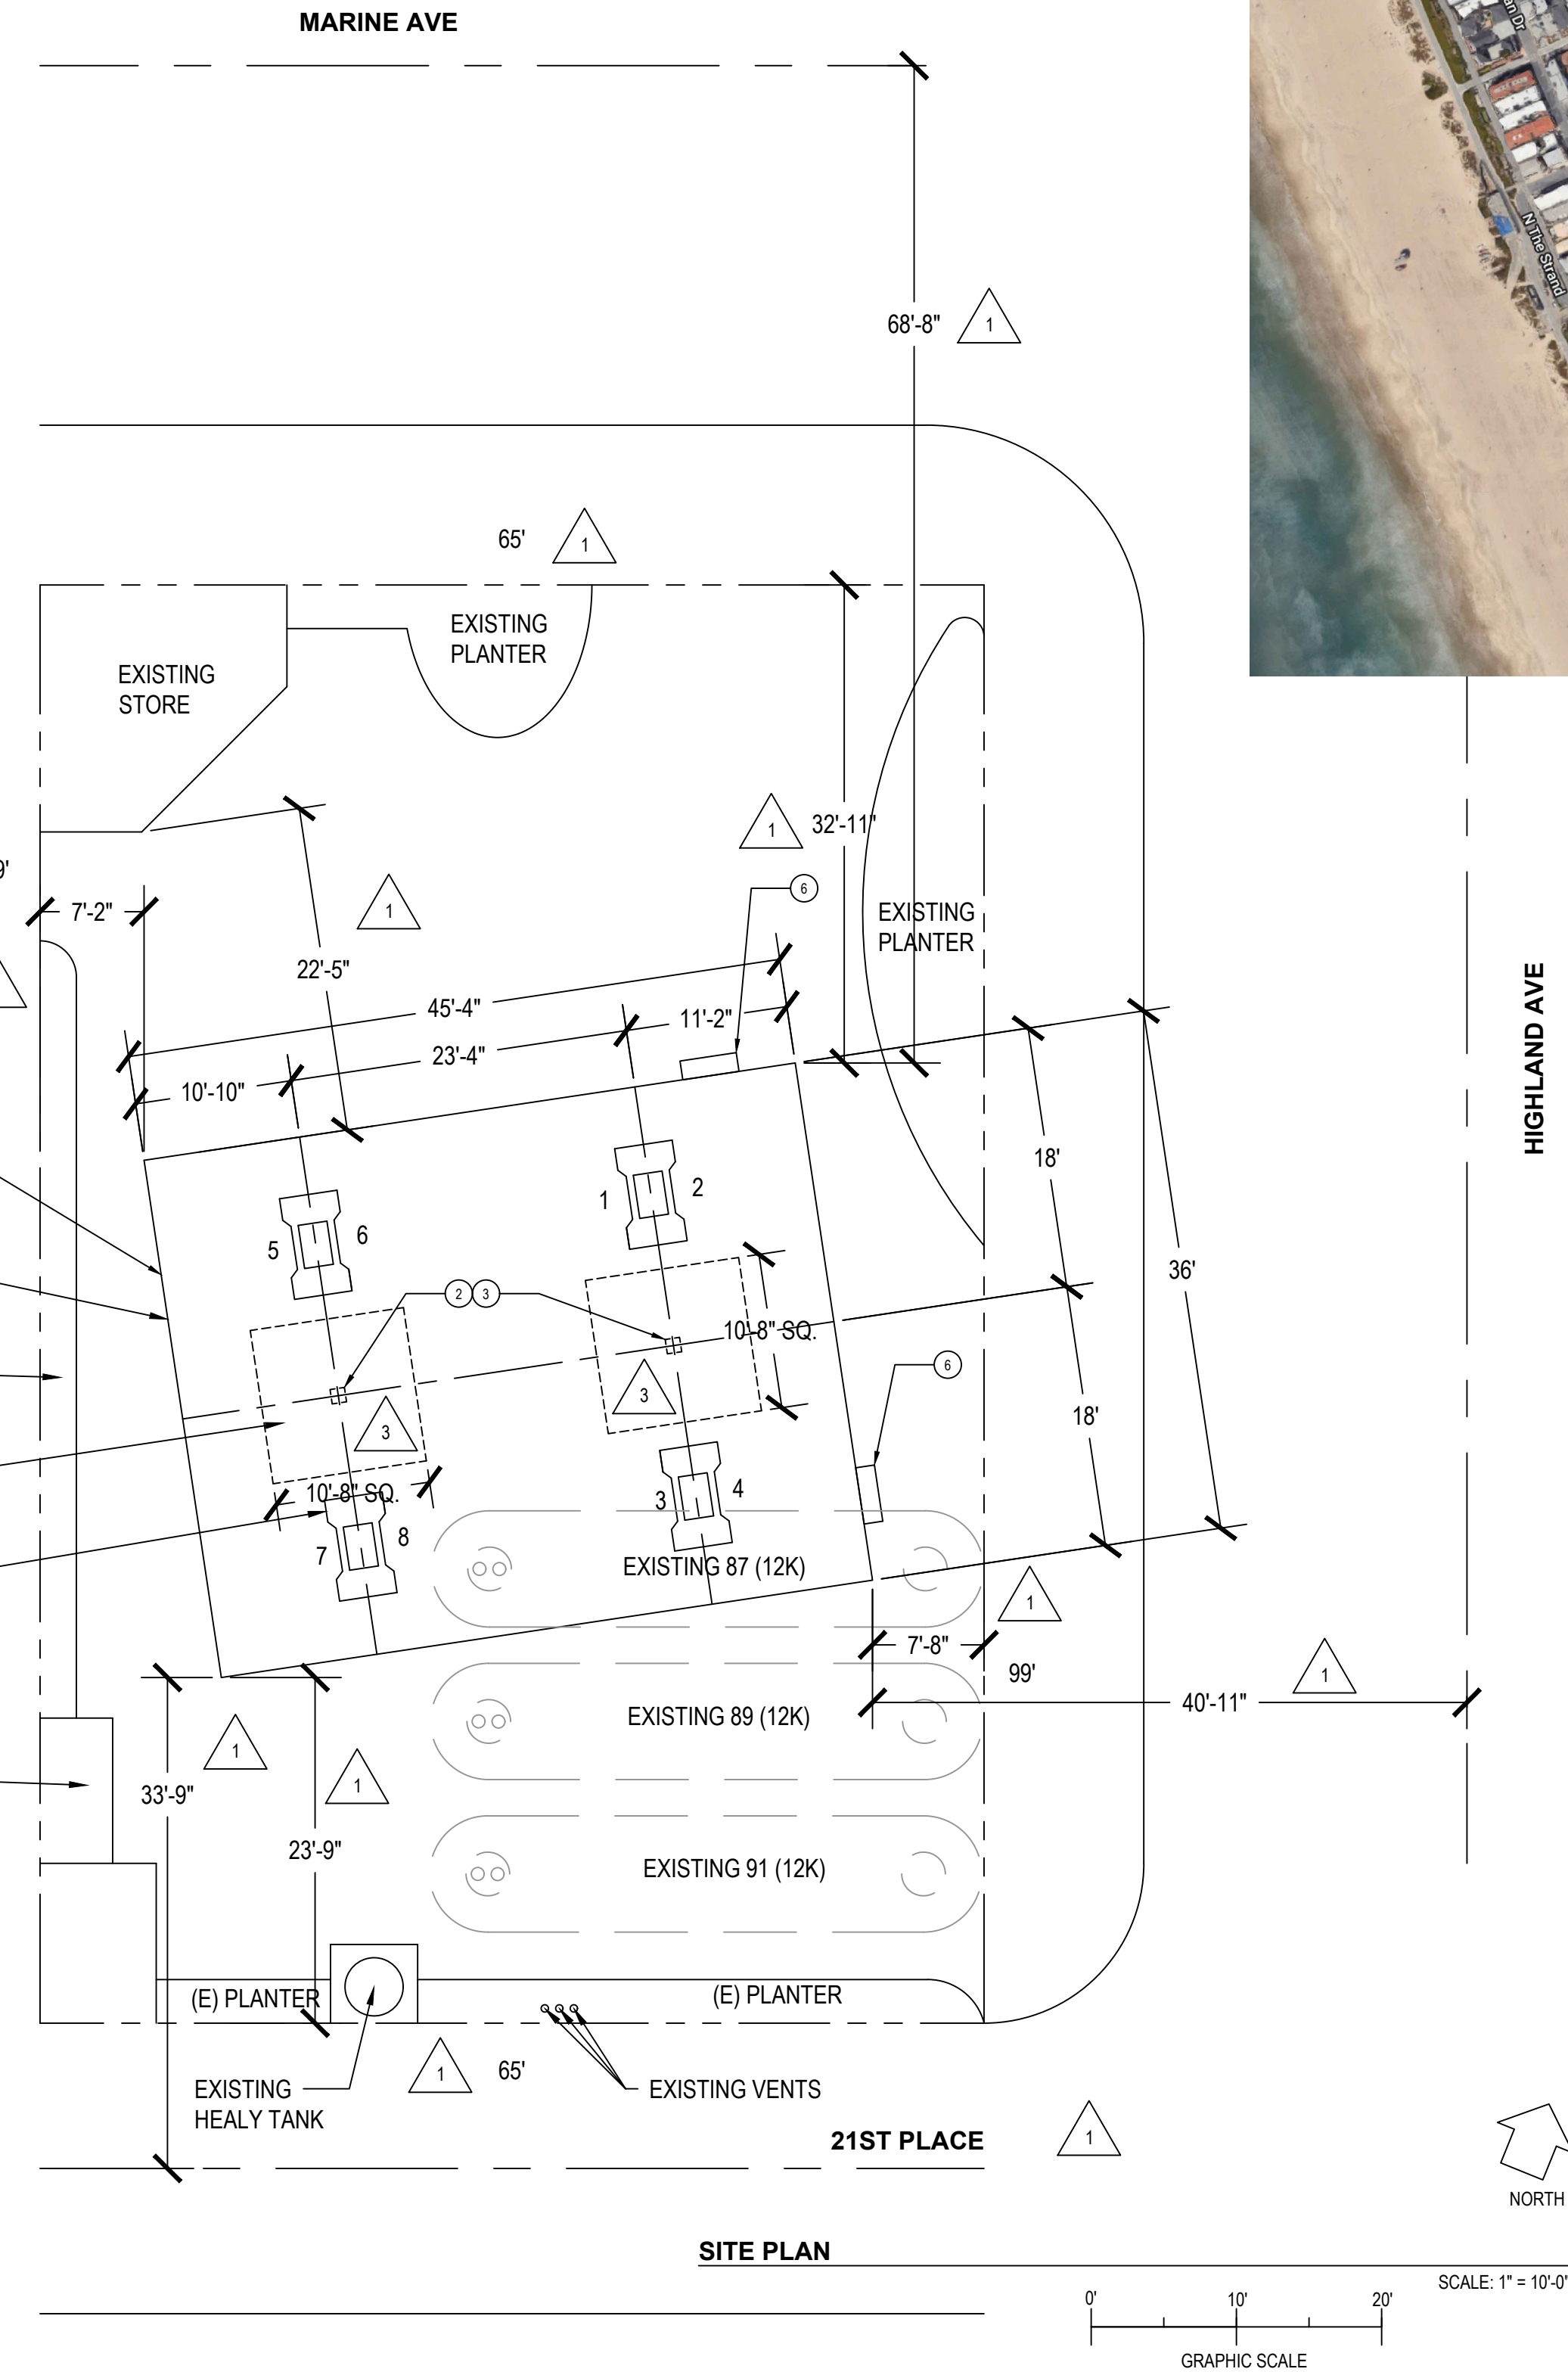 MARINE AVE
an Dr
N The Strand
68'-8"
1
65'
1
EXISTING
PLANTER
EXISTING
STORE
1
32'-11"
6
9'
7'-2"
1
EXISTING
PLANTER
22'-5"
45'-4"
11'-2"
23'-4"
10'-10"
HIGHLAND AVE
18'
1
2
5
6
36'
2
3
10'-8" SQ.
3
6
3
18'
10'-8" SQ.
3
4
7
8
EXISTING 87 (12K)
1
7'-8"
99'
1
40'-11"
EXISTING 89 (12K)
1
1
33'-9"
23'-9"
EXISTING 91 (12K)
(E) PLANTER
(E) PLANTER
1
65'
EXISTING
HEALY TANK
EXISTING VENTS
21ST PLACE
1
NORTH
SITE PLAN
SCALE: 1" = 10'-0"
0'
10'
20'
GRAPHIC SCALE